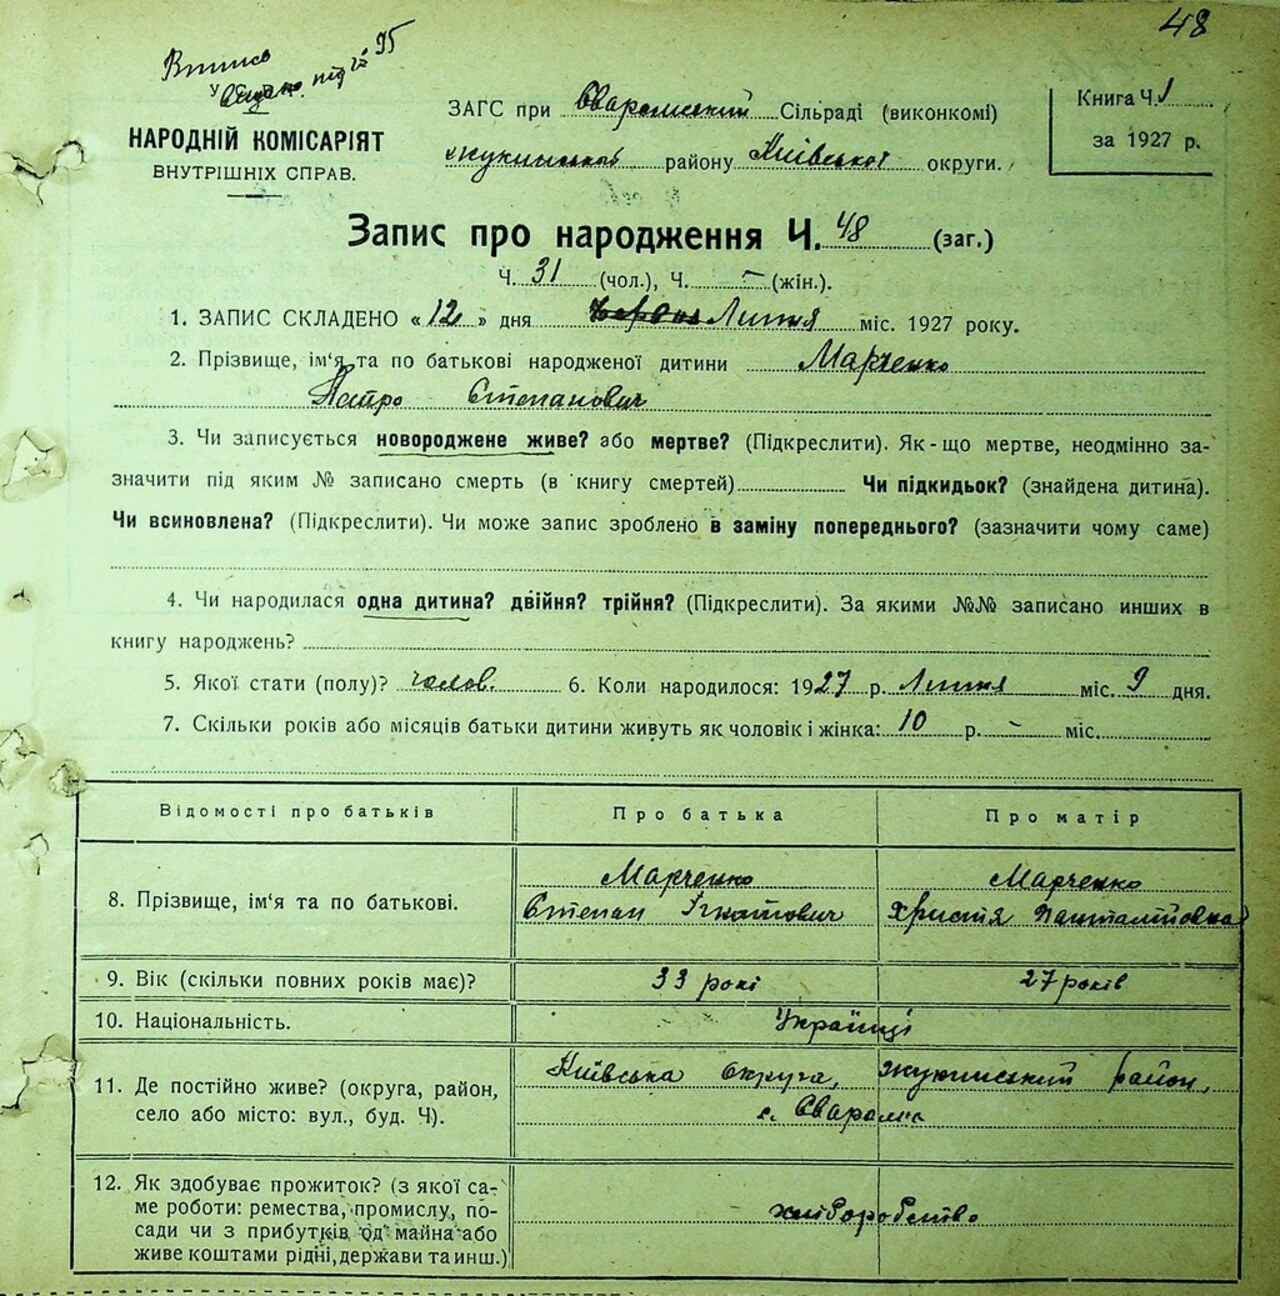 48
Витис
під № 95
У. С. Р. Р.
НАРОДНІЙ КОМІСАРІЯТ
ВНУТРІШНІХ СПРАВ.
ЗАГС при Сваромський Сільраді (виконкомі)
жукинської району Київської округи.
Книга Ч. 1
за 1927 р.
Запис про народження Ч. 48 (заг.)
Ч. 31 (чол.), Ч. – (жін.).
1. ЗАПИС СКЛАДЕНО «12» дня Липня міс. 1927 року.
2. Прізвище, ім'я та по батькові народженої дитини Марченко
Петро Степанович
3. Чи записується новороджене живе? або мертве? (Підкреслити). Як-що мертве, неодмінно за-
значити під яким № записано смерть (в книгу смертей) Чи підкидьок? (знайдена дитина).
Чи всиновлена? (Підкреслити). Чи може запис зроблено в заміну попереднього? (зазначити чому саме)
4. Чи народилася одна дитина? двійня? трійня? (Підкреслити). За якими №№ записано инших в
книгу народжень?
5. Якої стати (полу)? чолов. 6. Коли народилося: 1927 р. Липня міс. 9 дня.
7. Скільки років або місяців батьки дитини живуть як чоловік і жінка: 10 р. – міс.
Відомості про батьків Про батька Про матір
Марченко Марченко
8. Прізвище, ім'я та по батькові. Степан Ігнатович Христя Панталїмовна
9. Вік (скільки повних років має)? 33 рокі 27 років
10. Національність. Українці
11. Де постійно живе? (округа, район, Київська округа, жукинський район,
село або місто: вул., буд. Ч). с. Сваромʼя
12. Як здобуває прожиток? (з якої са-
ме роботи: ремества, промислу, по- хліборобство
сади чи з прибутків од майна або
живе коштами рідні, держави та инш.)